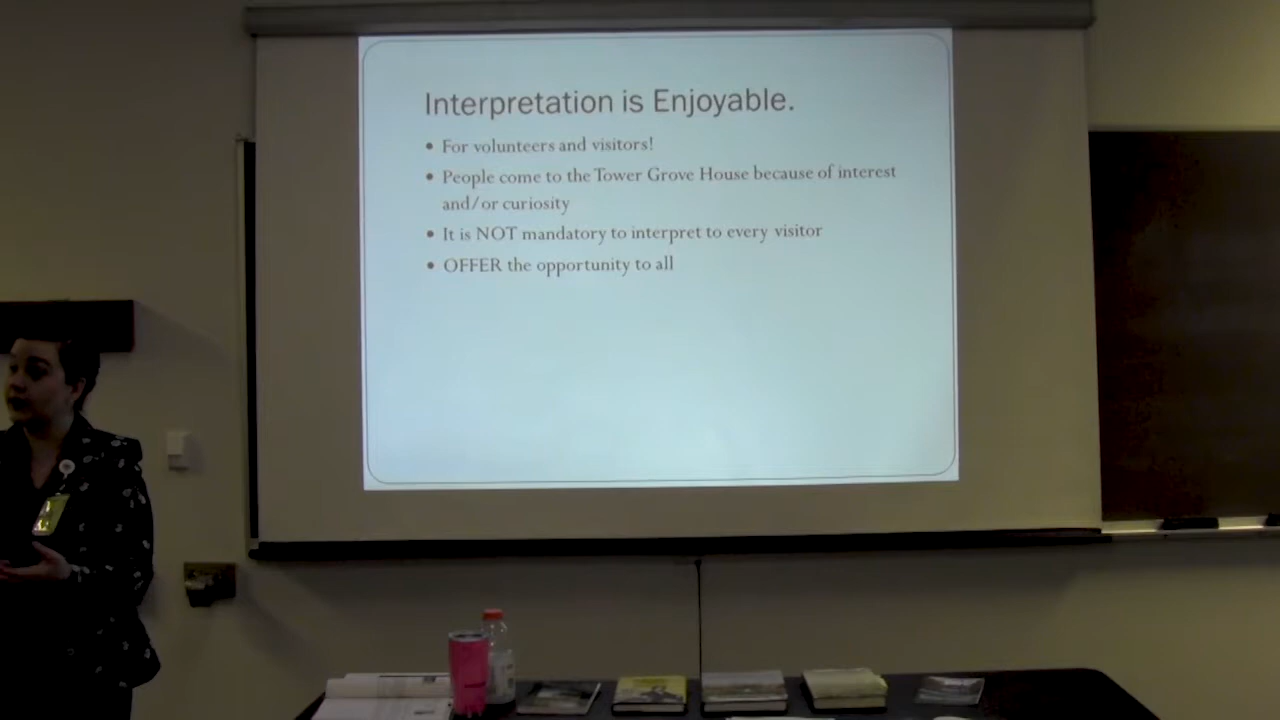 Interpretation is Enjoyable.
• For volunteers and visitors!
• People come to the Tower Grove House because of interest
and/or curiosity
• It is NOT mandatory to interpret to every visitor
• OFFER the opportunity to all